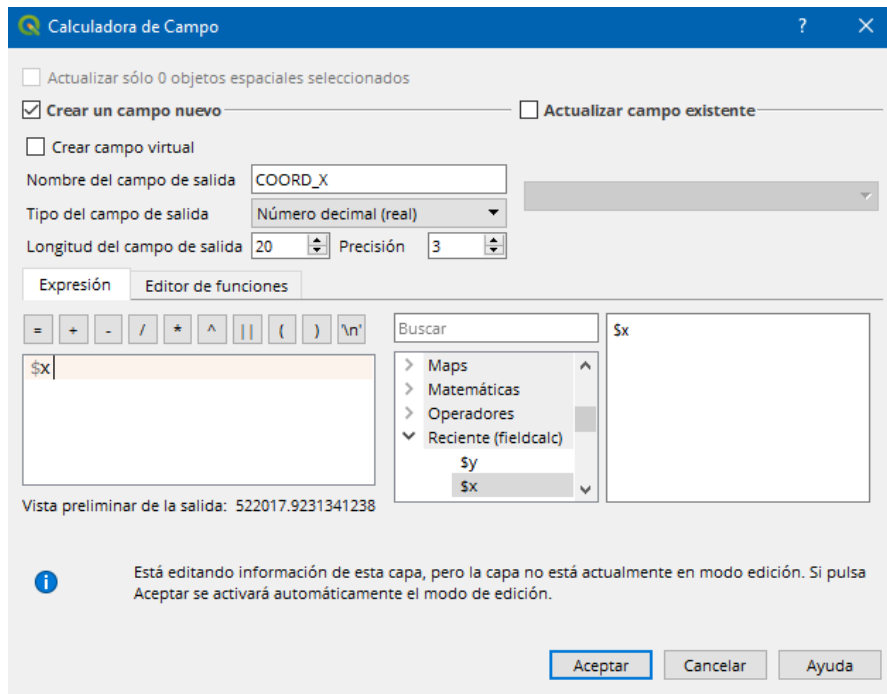 Calculadora de Campo ? ×
Actualizar sólo 0 objetos espaciales seleccionados
Crear un campo nuevo
Actualizar campo existente
Crear campo virtual
Nombre del campo de salida COORD_X
Tipo del campo de salida Número decimal (real)
Longitud del campo de salida 20 Precisión 3
Expresión Editor de funciones
= + - / * ^ || ( ) '\n'
$x
Vista preliminar de la salida: 522017.9231341238
Buscar
Maps
Matemáticas
Operadores
Reciente (fieldcalc)
$y
$x
$x
Está editando información de esta capa, pero la capa no está actualmente en modo edición. Si pulsa
Aceptar se activará automáticamente el modo de edición.
Aceptar Cancelar Ayuda